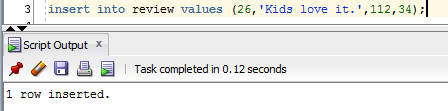 3 insert into review values (26,'Kids love it.',112,34);
Script Output x
Task completed in 0.12 seconds
1 row inserted.